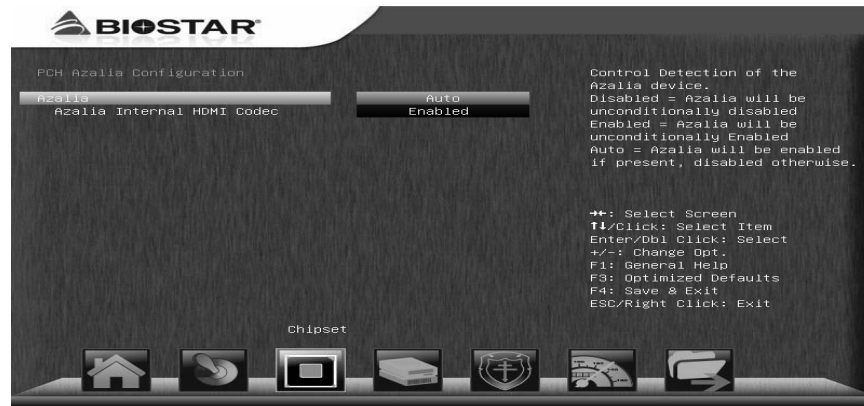 BIOSTAR®
PCH Azalia Configuration
Azalia Auto
Azalia Internal HDMI Codec Enabled
Control Detection of the
Azalia device.
Disabled = Azalia will be
unconditionally disabled
Enabled = Azalia will be
unconditionally Enabled
Auto = Azalia will be enabled
if present, disabled otherwise.
→←: Select Screen
↑↓/Click: Select Item
Enter/Dbl Click: Select
+/-: Change Opt.
F1: General Help
F3: Optimized Defaults
F4: Save & Exit
ESC/Right Click: Exit
Chipset